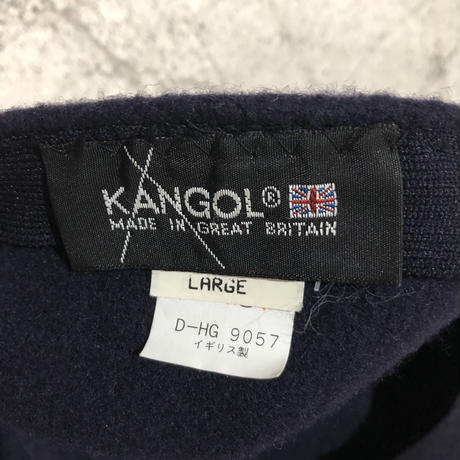 KANGOL®
MADE IN GREAT BRITAIN
LARGE
D-HG 9057
イギリス製